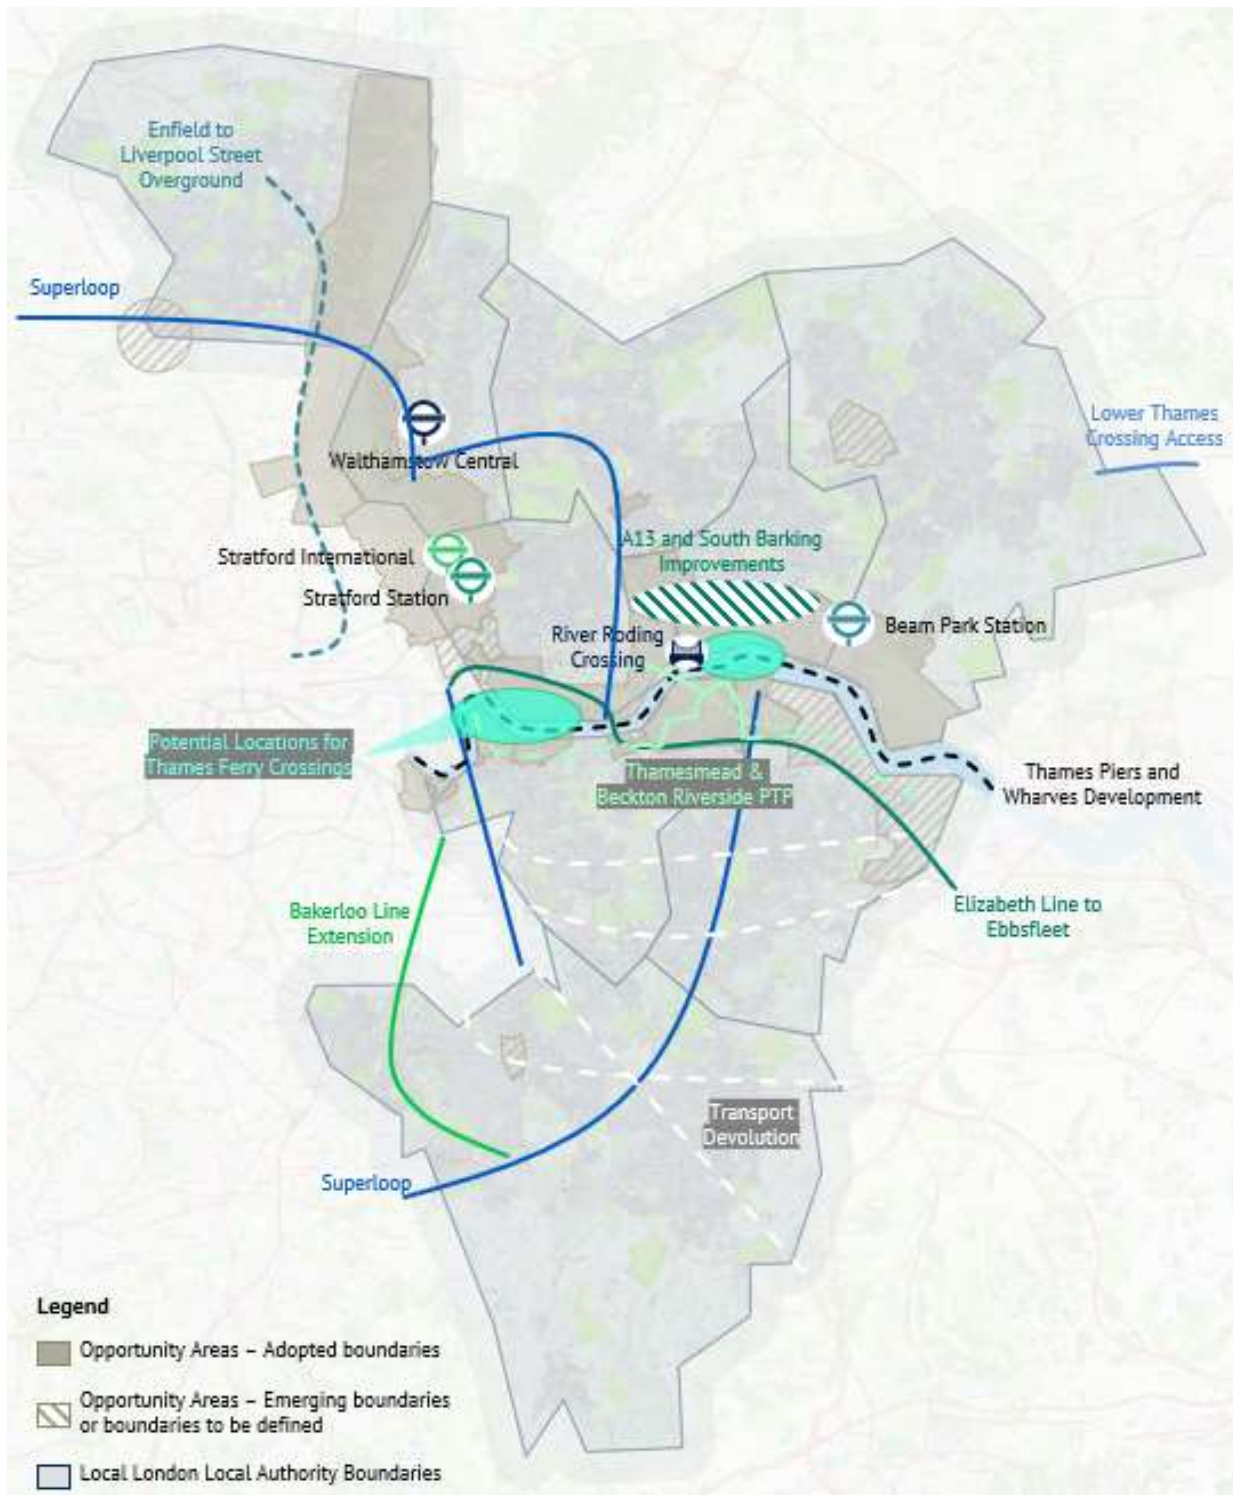 Enfield to
Liverpool Street
Overground
Superloop
Lower Thames
Crossing Access
Walthamstow Central
Stratford International
A13 and South Barking
Improvements
Stratford Station
Beam Park Station
River Roding
Crossing
Potential Locations for
Thames Ferry Crossings
Thamesmead &
Beckton Riverside PTP
Thames Piers and
Wharves Development
Bakerloo Line
Extension
Elizabeth Line to
Ebbsfleet
Transport
Devolution
Superloop
Legend
Opportunity Areas – Adopted boundaries
Opportunity Areas – Emerging boundaries
or boundaries to be defined
Local London Local Authority Boundaries